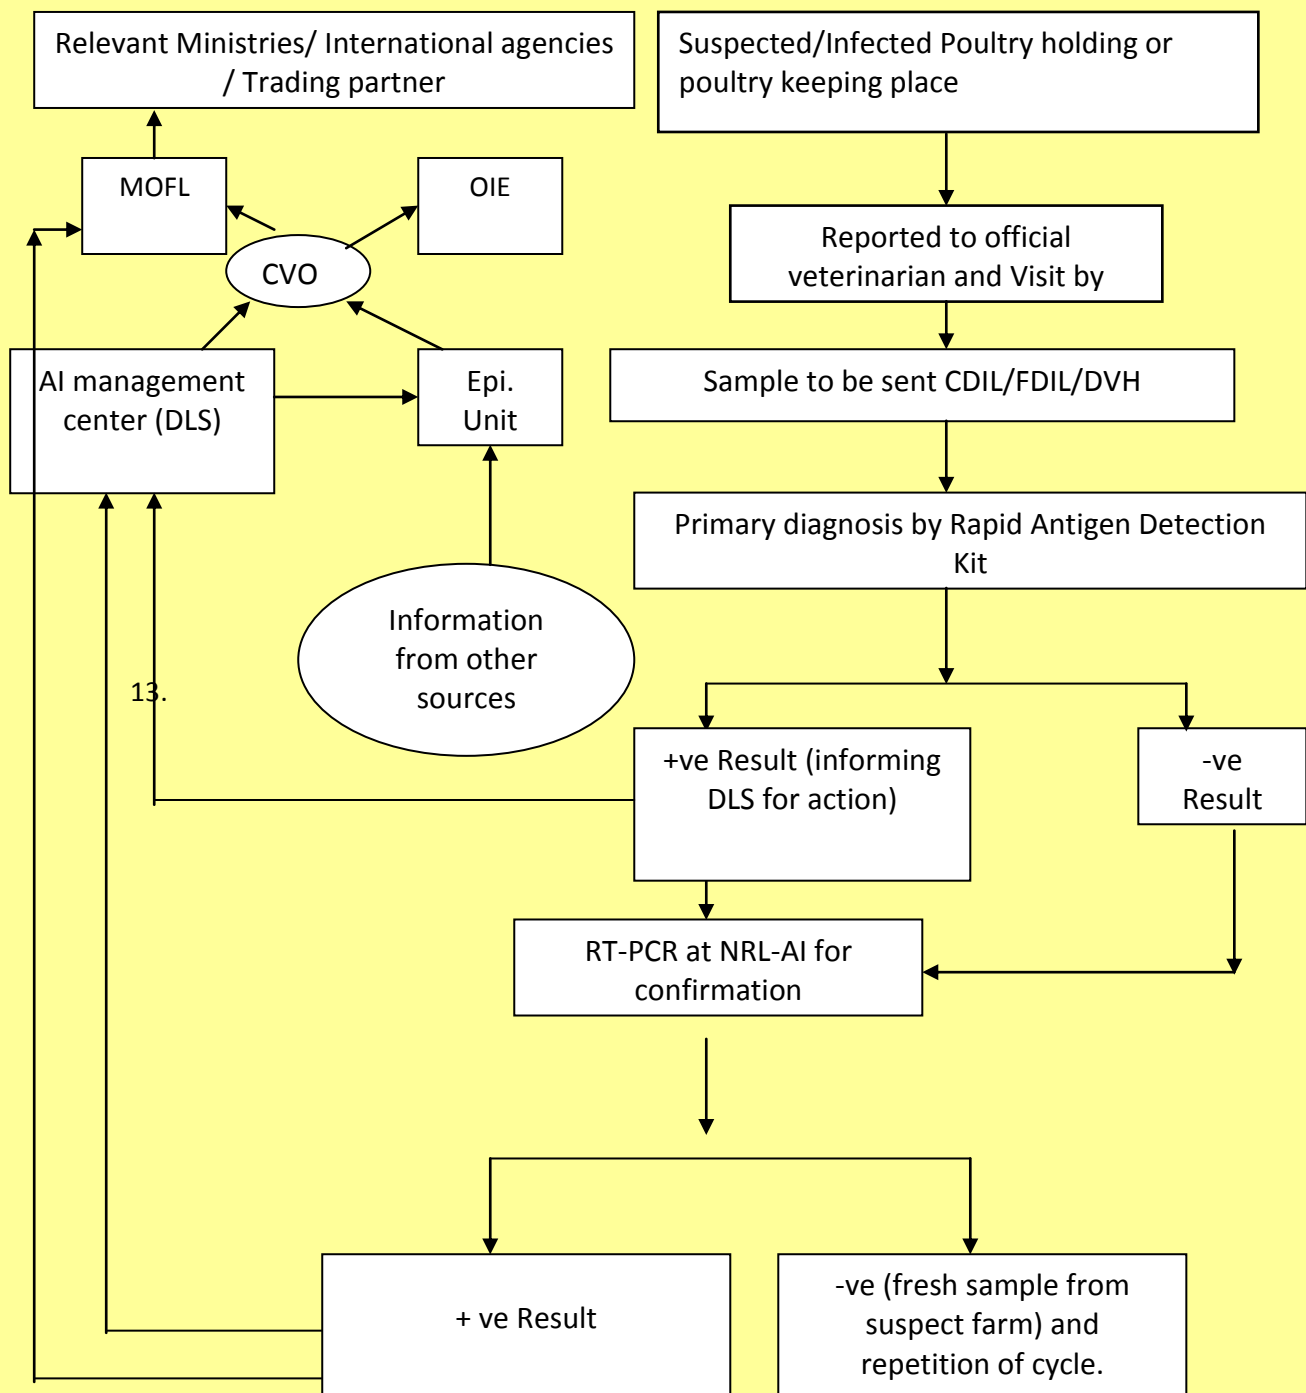 Relevant Ministries/ International agencies
/ Trading partner
Suspected/Infected Poultry holding or
poultry keeping place
MOFL
OIE
CVO
Reported to official
veterinarian and Visit by
AI management
center (DLS)
Epi.
Unit
Sample to be sent CDIL/FDIL/DVH
Primary diagnosis by Rapid Antigen Detection
Kit
Information
from other
sources
13.
+ve Result (informing
DLS for action)
-ve
Result
RT-PCR at NRL-AI for
confirmation
+ ve Result
-ve (fresh sample from
suspect farm) and
repetition of cycle.